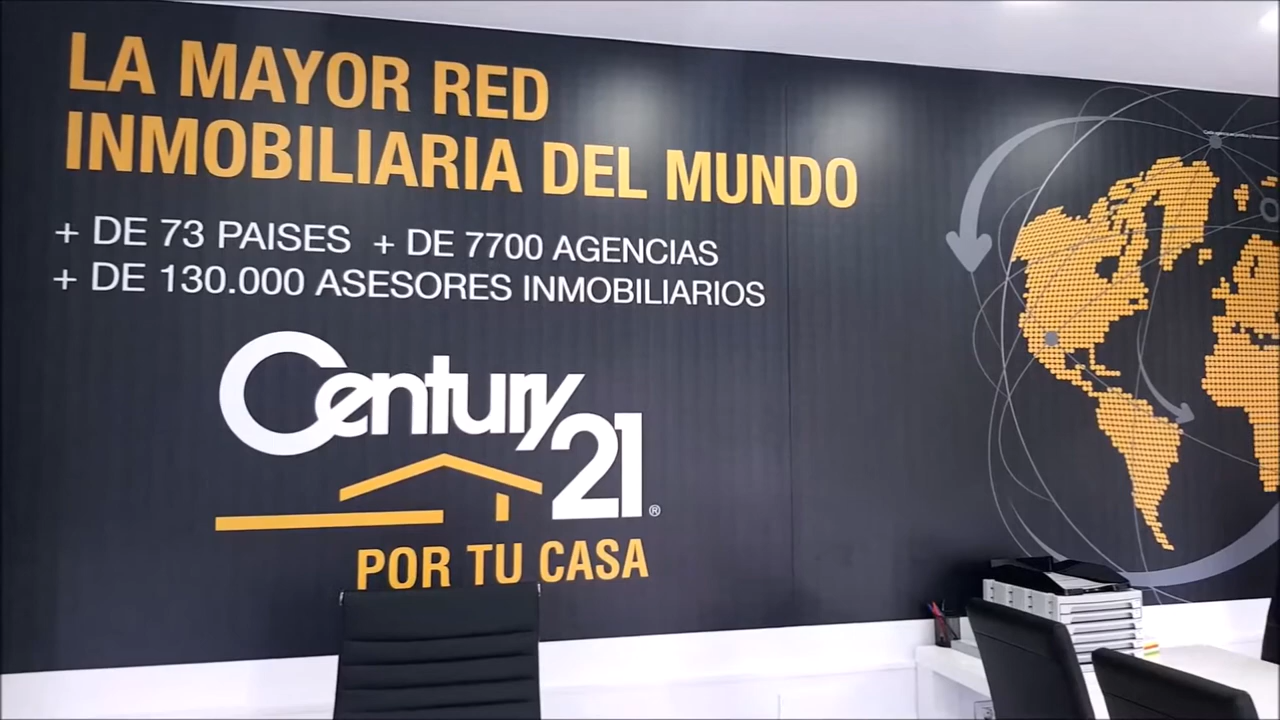 LA MAYOR RED
INMOBILIARIA DEL MUNDO
+ DE 73 PAISES + DE 7700 AGENCIAS
+ DE 130.000 ASESORES INMOBILIARIOS
Century
21®
POR TU CASA